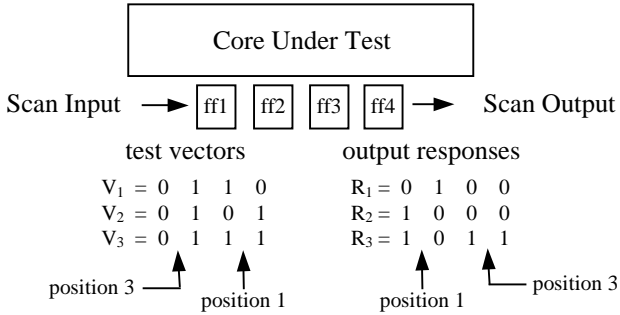 Core Under Test
Scan Input ff1 ff2 ff3 ff4 Scan Output
test vectors output responses
V1 = 0 1 1 0 R1 = 0 1 0 0
V2 = 0 1 0 1 R2 = 1 0 0 0
V3 = 0 1 1 1 R3 = 1 0 1 1
position 3 position 1 position 1 position 3